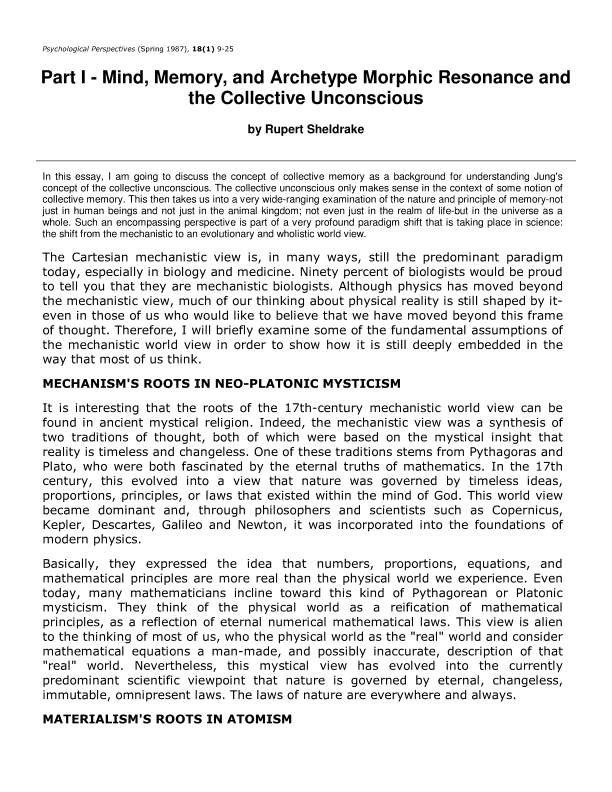 Psychological Perspectives (Spring 1987), 18(1) 9-25
Part I - Mind, Memory, and Archetype Morphic Resonance and
the Collective Unconscious
by Rupert Sheldrake
In this essay, I am going to discuss the concept of collective memory as a background for understanding Jung's
concept of the collective unconscious. The collective unconscious only makes sense in the context of some notion of
collective memory. This then takes us into a very wide-ranging examination of the nature and principle of memory-not
just in human beings and not just in the animal kingdom; not even just in the realm of life-but in the universe as a
whole. Such an encompassing perspective is part of a very profound paradigm shift that is taking place in science:
the shift from the mechanistic to an evolutionary and wholistic world view.
The Cartesian mechanistic view is, in many ways, still the predominant paradigm
today, especially in biology and medicine. Ninety percent of biologists would be proud
to tell you that they are mechanistic biologists. Although physics has moved beyond
the mechanistic view, much of our thinking about physical reality is still shaped by it-
even in those of us who would like to believe that we have moved beyond this frame
of thought. Therefore, I will briefly examine some of the fundamental assumptions of
the mechanistic world view in order to show how it is still deeply embedded in the
way that most of us think.
MECHANISM'S ROOTS IN NEO-PLATONIC MYSTICISM
It is interesting that the roots of the 17th-century mechanistic world view can be
found in ancient mystical religion. Indeed, the mechanistic view was a synthesis of
two traditions of thought, both of which were based on the mystical insight that
reality is timeless and changeless. One of these traditions stems from Pythagoras and
Plato, who were both fascinated by the eternal truths of mathematics. In the 17th
century, this evolved into a view that nature was governed by timeless ideas,
proportions, principles, or laws that existed within the mind of God. This world view
became dominant and, through philosophers and scientists such as Copernicus,
Kepler, Descartes, Galileo and Newton, it was incorporated into the foundations of
modern physics.
Basically, they expressed the idea that numbers, proportions, equations, and
mathematical principles are more real than the physical world we experience. Even
today, many mathematicians incline toward this kind of Pythagorean or Platonic
mysticism. They think of the physical world as a reification of mathematical
principles, as a reflection of eternal numerical mathematical laws. This view is alien
to the thinking of most of us, who the physical world as the "real" world and consider
mathematical equations a man-made, and possibly inaccurate, description of that
"real" world. Nevertheless, this mystical view has evolved into the currently
predominant scientific viewpoint that nature is governed by eternal, changeless,
immutable, omnipresent laws. The laws of nature are everywhere and always.
MATERIALISM'S ROOTS IN ATOMISM